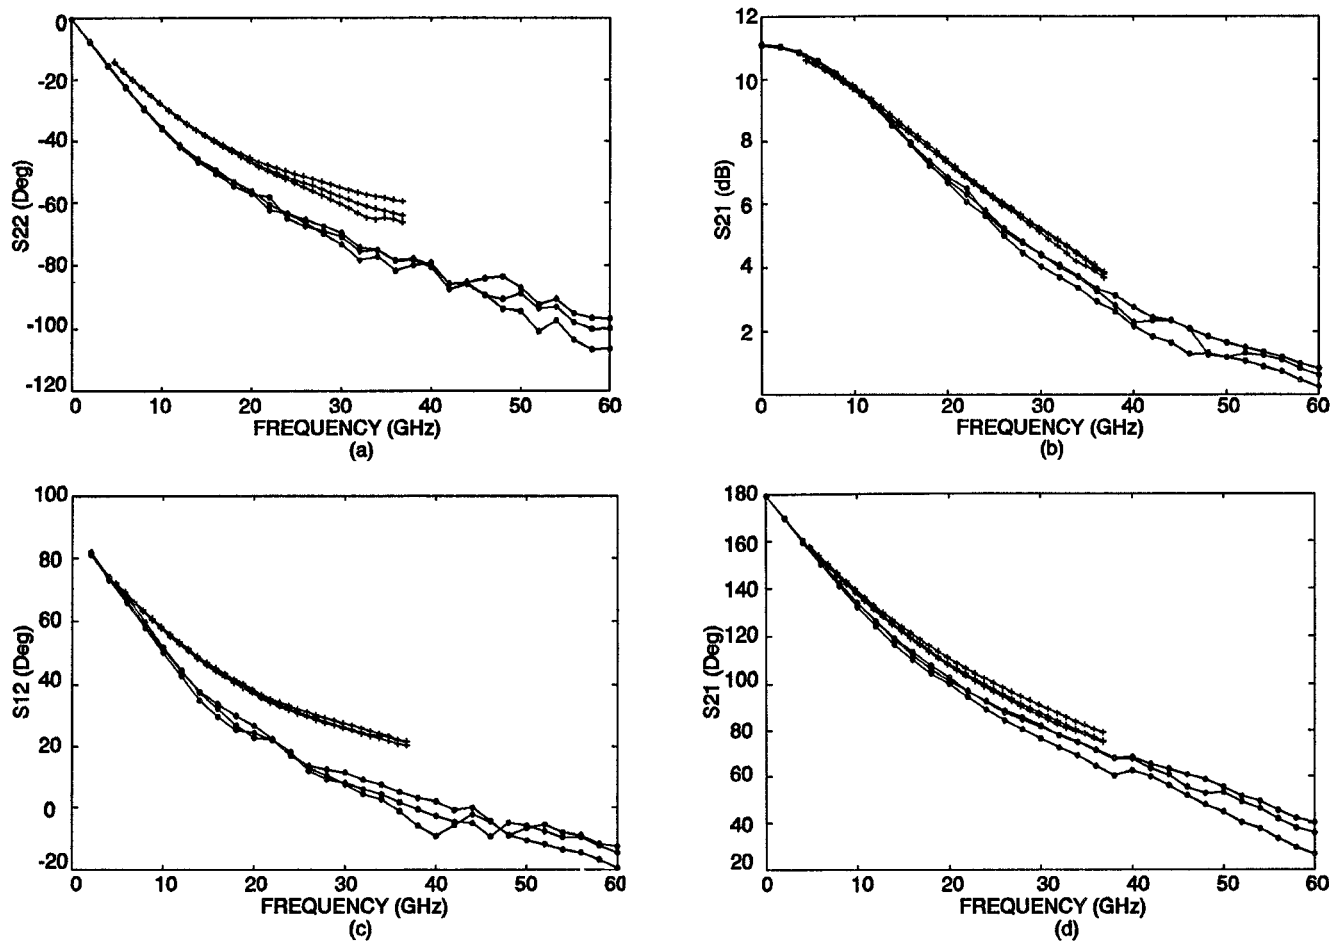 0
-20
-40
-60
-80
-100
-120
S22 (Deg)
0 10 20 30 40 50 60
FREQUENCY (GHz)
(a)
12
10
8
6
4
2
S21 (dB)
0 10 20 30 40 50 60
FREQUENCY (GHz)
(b)
100
80
60
40
20
0
-20
S12 (Deg)
0 10 20 30 40 50 60
FREQUENCY (GHz)
(c)
180
160
140
120
100
80
60
40
20
S21 (Deg)
0 10 20 30 40 50 60
FREQUENCY (GHz)
(d)